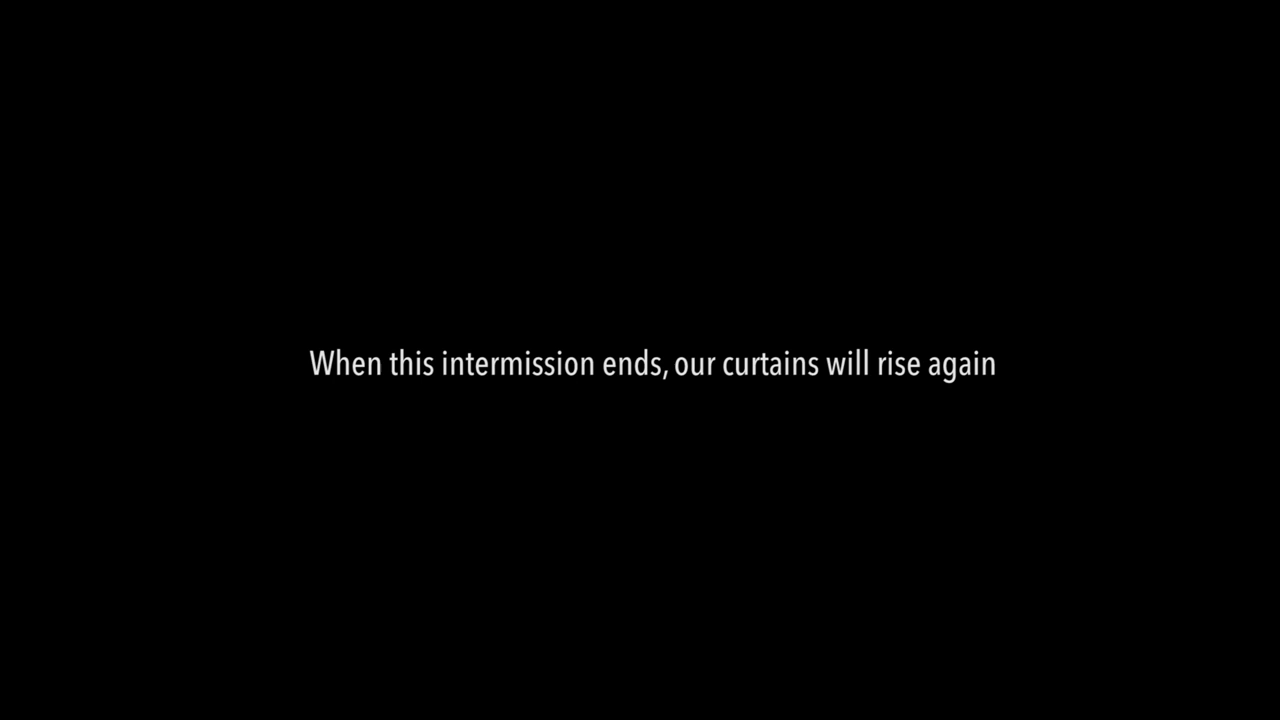 When this intermission ends, our curtains will rise again